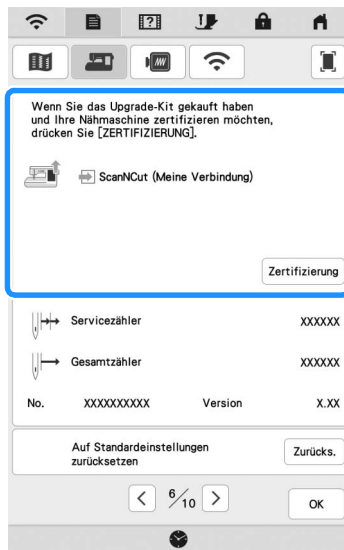 Wenn Sie das Upgrade-Kit gekauft haben
und Ihre Nähmaschine zertifizieren möchten,
drücken Sie [ZERTIFIZIERUNG].
ScanNCut (Meine Verbindung)
Zertifizierung
Servicezähler XXXXXX
Gesamtzähler XXXXXX
No. XXXXXXXXXX Version X.XX
Auf Standardeinstellungen
zurücksetzen
Zurücks.
6/10
OK